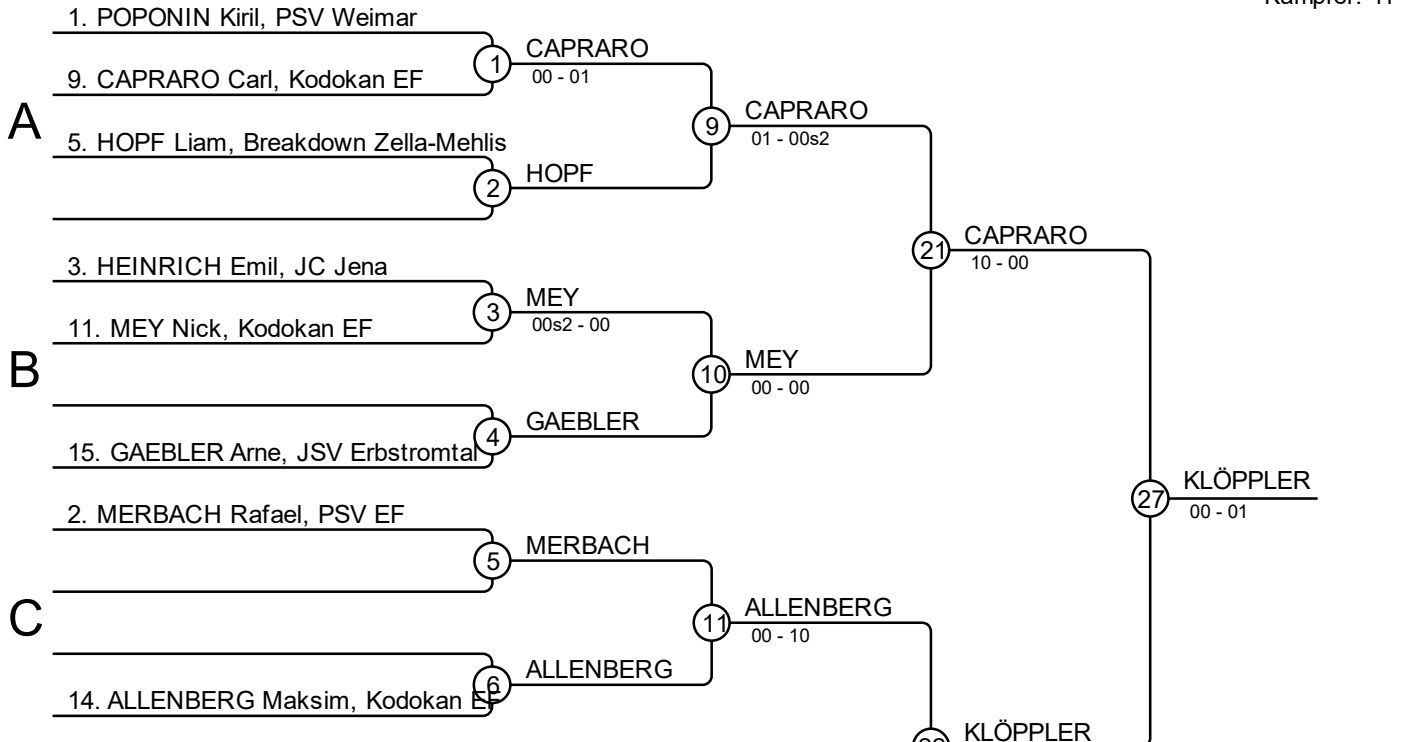 1. POPONIN Kiril, PSV Weimar
CAPRARO
1
00 - 01
9. CAPRARO Carl, Kodokan EF
A
CAPRARO
9
01 - 00s2
5. HOPF Liam, Breakdown Zella-Mehlis
HOPF
2
CAPRARO
21
10 - 00
3. HEINRICH Emil, JC Jena
MEY
3
00s2 - 00
11. MEY Nick, Kodokan EF
B
MEY
10
00 - 00
GAEBLER
4
15. GAEBLER Arne, JSV Erbstromtal
KLÖPPLER
27
00 - 01
2. MERBACH Rafael, PSV EF
MERBACH
5
C
ALLENBERG
11
00 - 10
ALLENBERG
6
14. ALLENBERG Maksim, Kodokan EF
KLÖPPLER